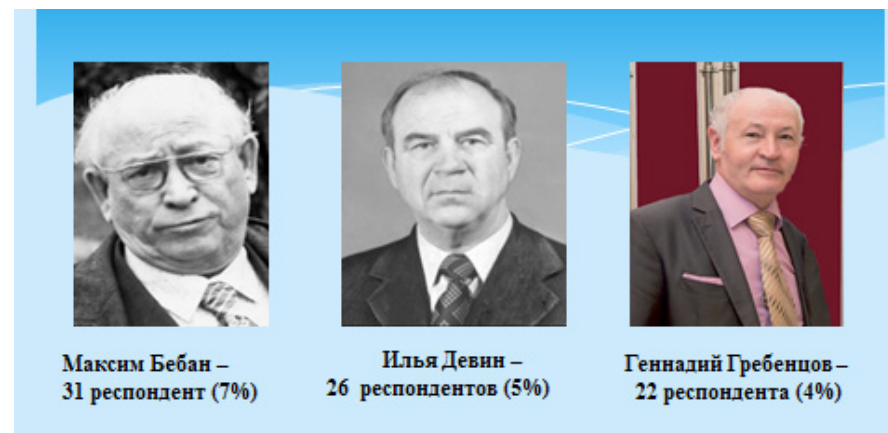 Максим Бебан –
31 респондент (7%)
Илья Девин –
26 респондентов (5%)
Геннадий Гребенцов –
22 респондента (4%)